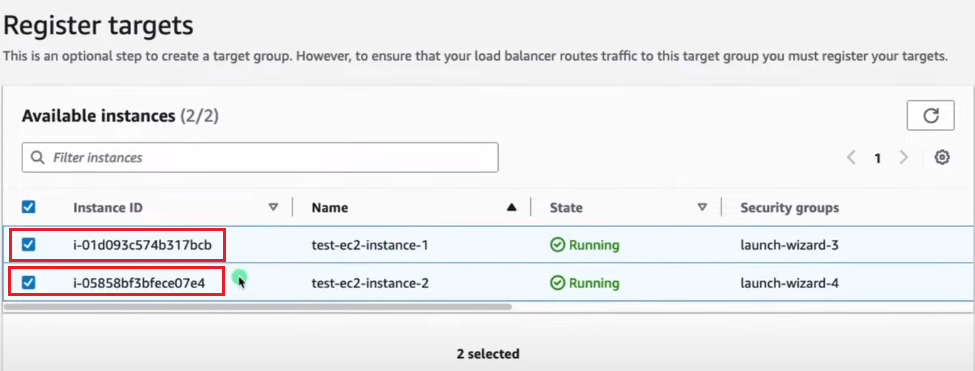 Register targets
This is an optional step to create a target group. However, to ensure that your load balancer routes traffic to this target group you must register your targets.
Available instances (2/2)
Filter instances
1
Instance ID Name State Security groups
i-01d093c574b317bcb test-ec2-instance-1 Running launch-wizard-3
i-05858bf3bfece07e4 test-ec2-instance-2 Running launch-wizard-4
2 selected